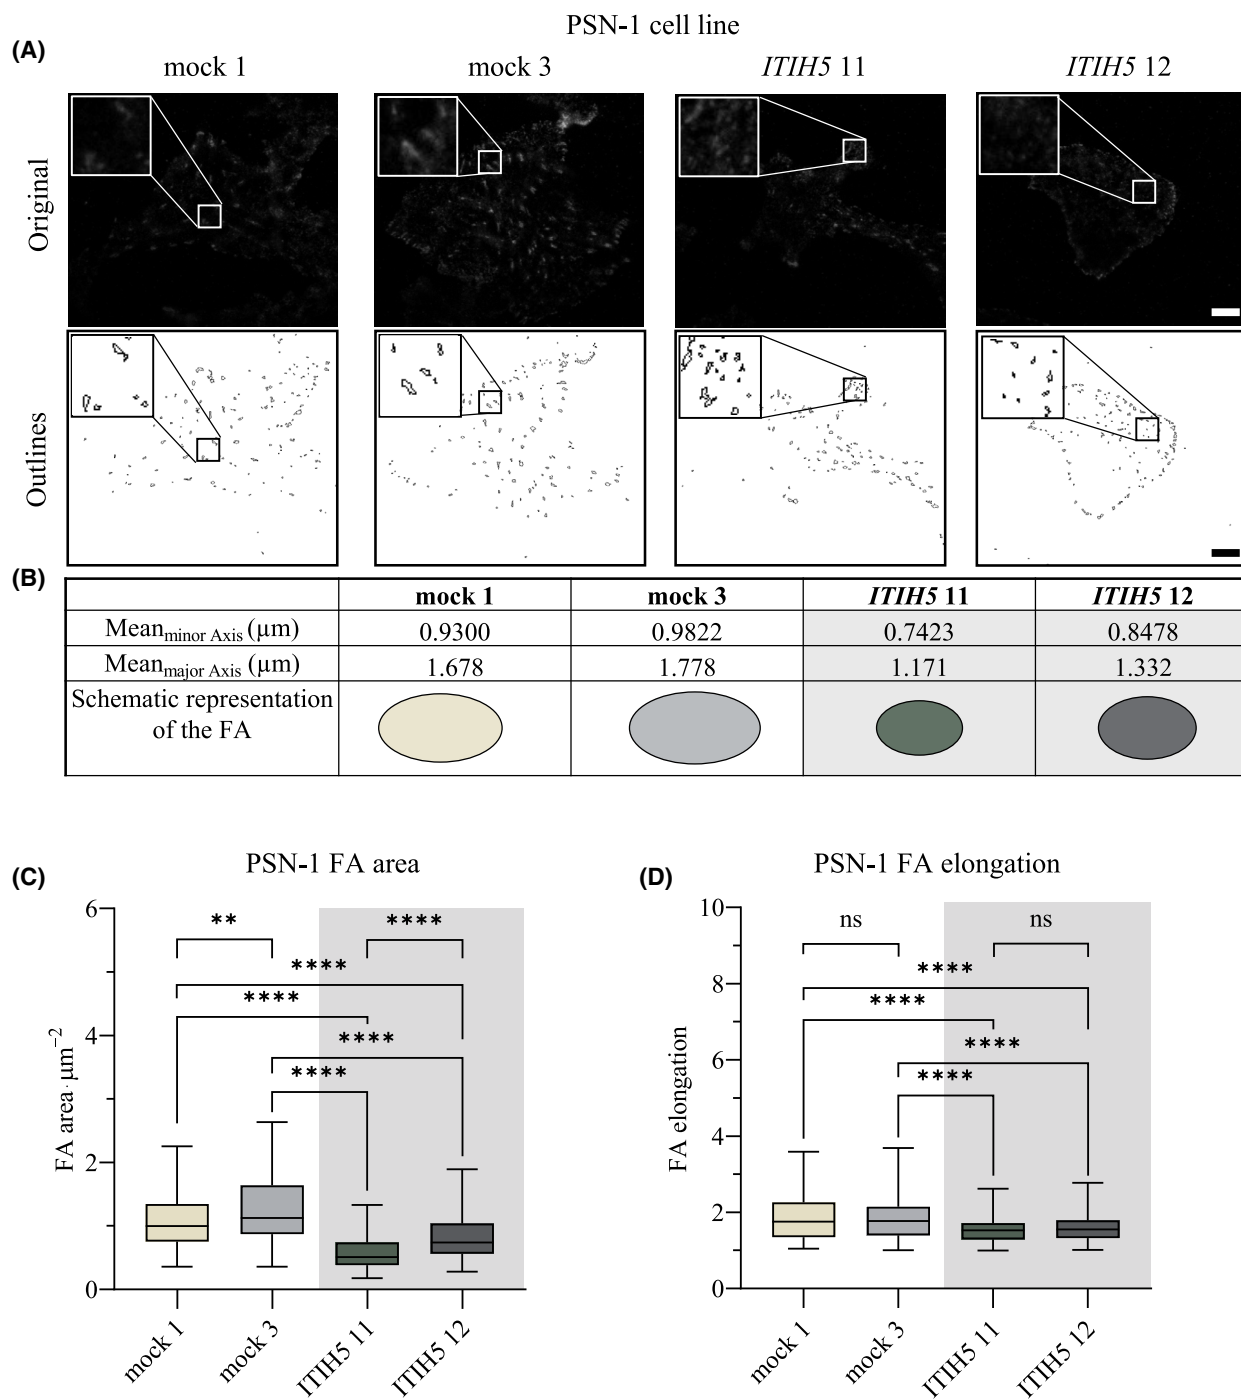 PSN-1 cell line
(A)
mock 1 mock 3 ITIH5 11 ITIH5 12
Original
Outlines
(B)
mock 1 mock 3 ITIH5 11 ITIH5 12
Mean minor Axis (µm) 0.9300 0.9822 0.7423 0.8478
Mean major Axis (µm) 1.678 1.778 1.171 1.332
Schematic representation
of the FA
(C)
PSN-1 FA area
FA area·µm−2
6
4
2
0
**
****
****
****
****
****
mock 1
mock 3
ITIH5 11
ITIH5 12
(D)
PSN-1 FA elongation
FA elongation
10
8
6
4
2
0
ns
ns
****
****
****
****
mock 1
mock 3
ITIH5 11
ITIH5 12